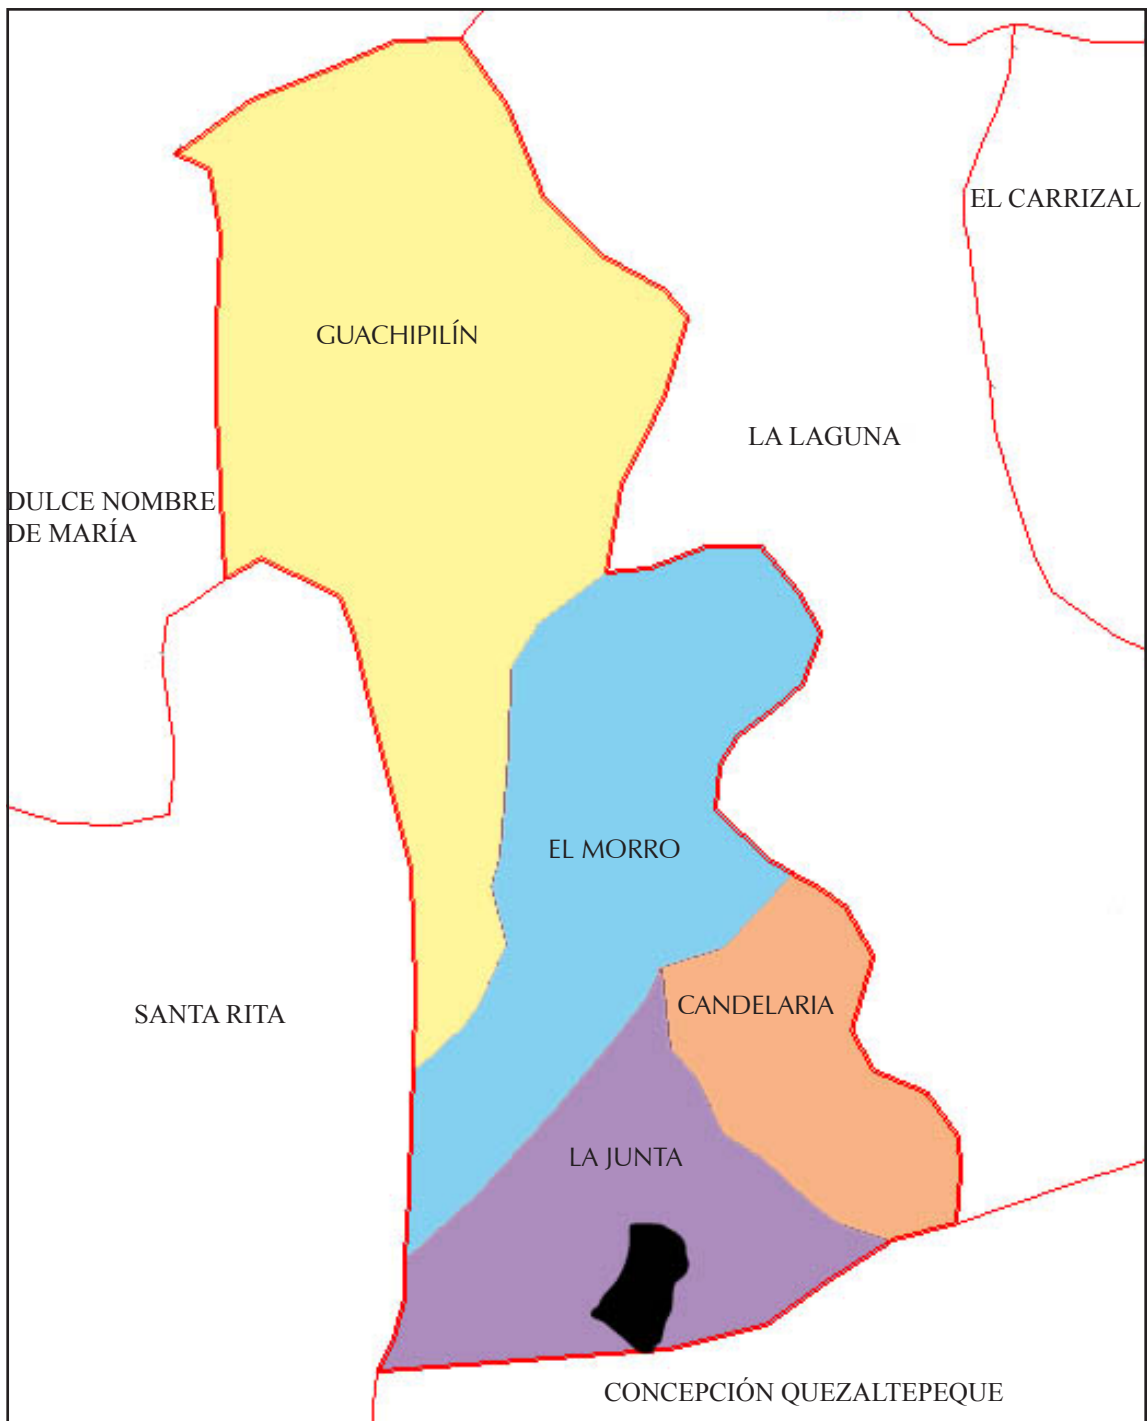 EL CARRIZAL
GUACHIPILÍN
LA LAGUNA
DULCE NOMBRE
DE MARÍA
EL MORRO
CANDELARIA
SANTA RITA
LA JUNTA
CONCEPCIÓN QUEZALTEPEQUE